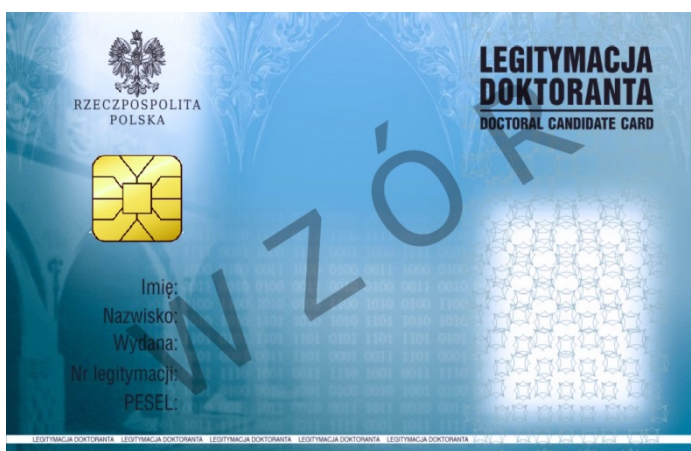 RZECZPOSPOLITA
POLSKA
LEGITYMACJA
DOKTORANTA
DOCTORAL CANDIDATE CARD
WZÓR
Imię:
Nazwisko:
Wydana:
Nr legitymacji:
PESEL:
LEGITYMACJA DOKTORANTA LEGITYMACJA DOKTORANTA LEGITYMACJA DOKTORANTA LEGITYMACJA DOKTORANTA LEGITYMACJA DOKTORANTA